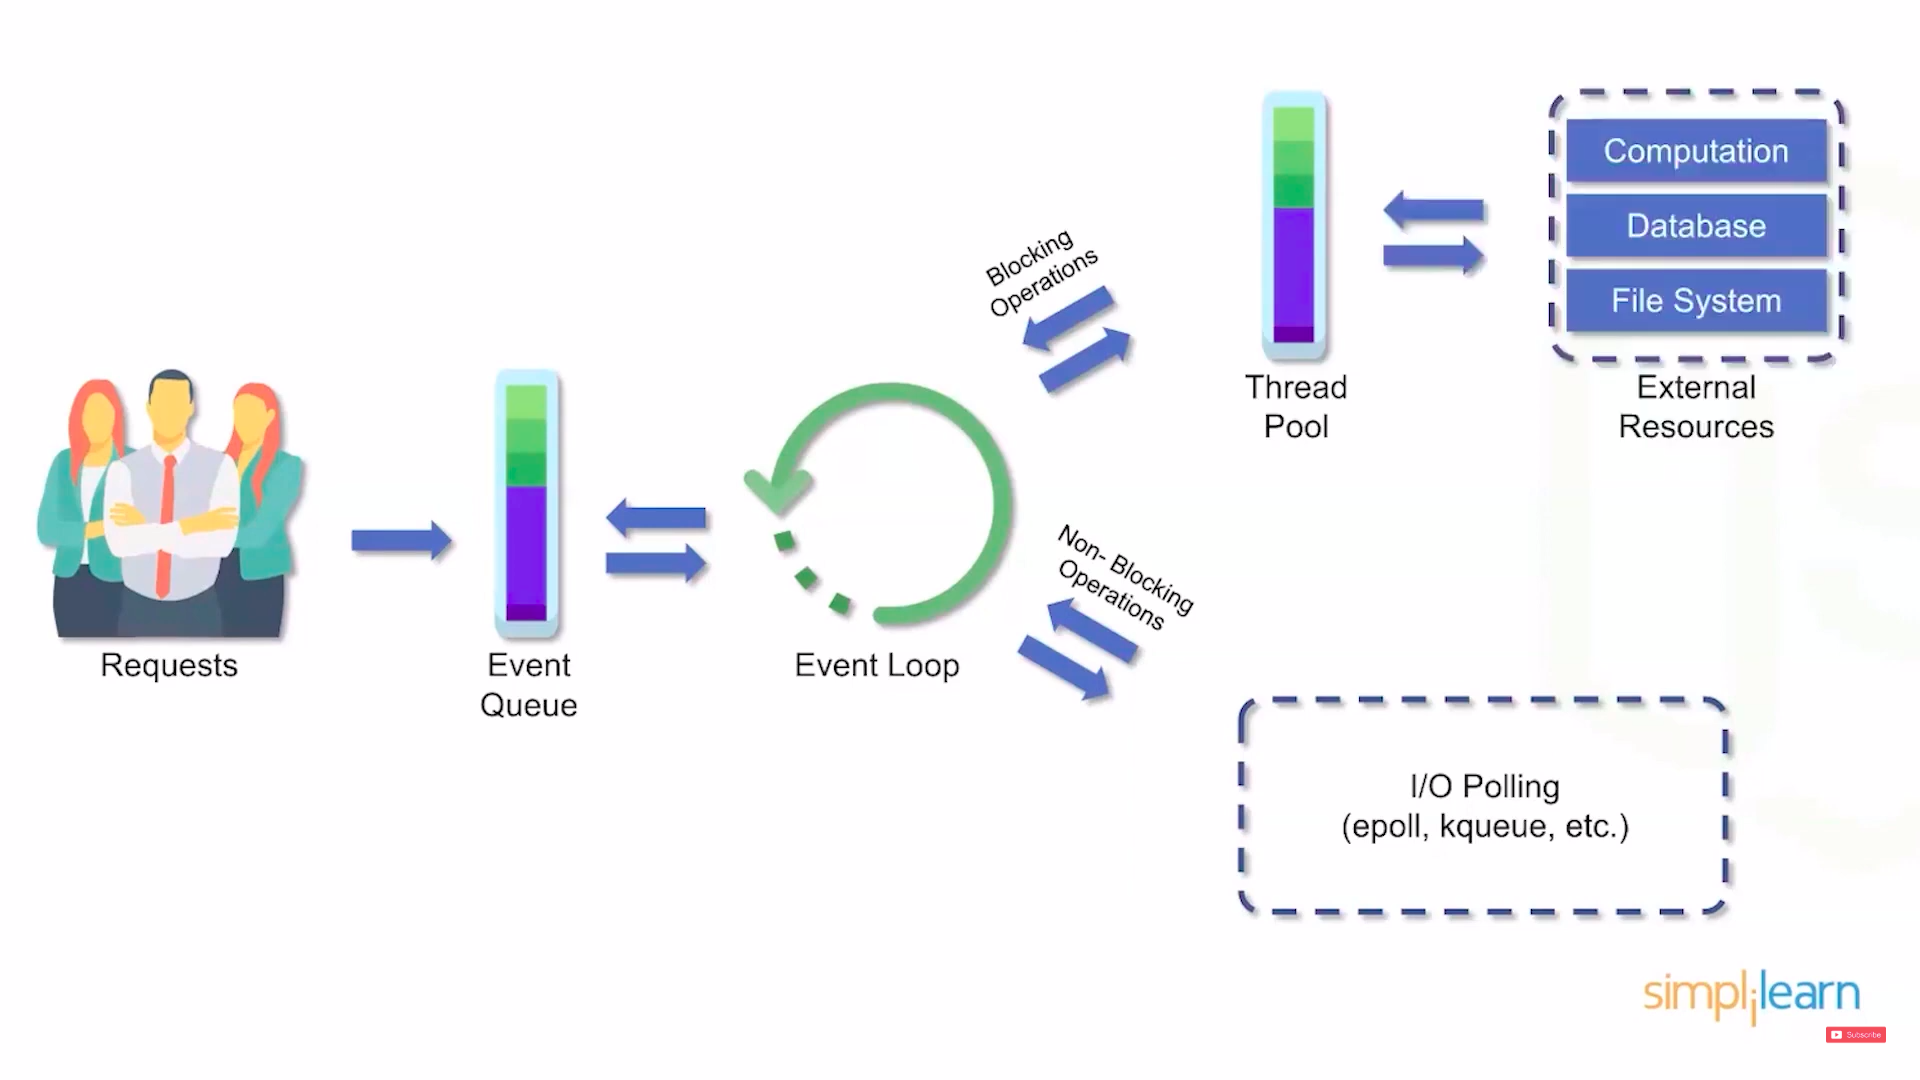 Requests
Event
Queue
Event Loop
Blocking
Operations
Non- Blocking
Operations
Thread
Pool
Computation
Database
File System
External
Resources
I/O Polling
(epoll, kqueue, etc.)
simplilearn
Subscribe